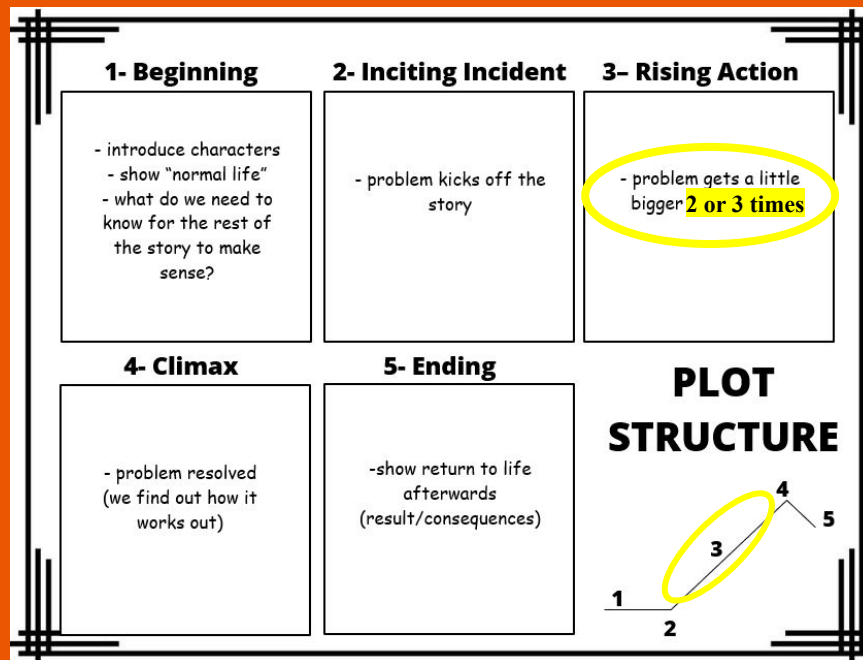 1- Beginning
- introduce characters
- show “normal life”
- what do we need to
know for the rest of
the story to make
sense?
2- Inciting Incident
- problem kicks off the
story
3– Rising Action
- problem gets a little
bigger 2 or 3 times
4- Climax
- problem resolved
(we find out how it
works out)
5- Ending
-show return to life
afterwards
(result/consequences)
PLOT
STRUCTURE
1
2
3
4
5